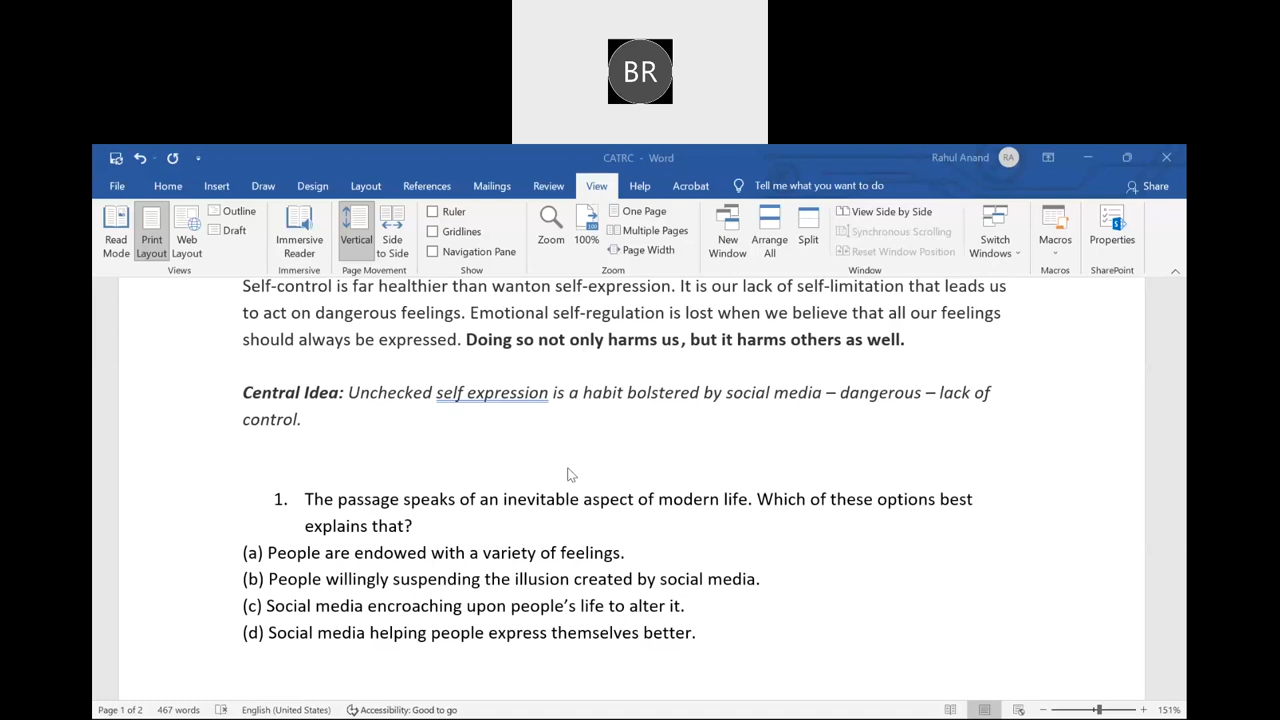 BR
CATRC - Word
Rahul Anand
RA
File Home Insert Draw Design Layout References Mailings Review View Help Acrobat Tell me what you want to do Share
Read Mode
Print Layout
Web Layout
Outline
Draft
Views
Immersive Reader
Immersive
Vertical
Side to Side
Page Movement
Ruler
Gridlines
Navigation Pane
Show
Zoom
100%
One Page
Multiple Pages
Page Width
Zoom
New Window
Arrange All
Split
View Side by Side
Synchronous Scrolling
Reset Window Position
Window
Switch Windows
Macros
Macros
Properties
SharePoint
Self-control is far healthier than wanton self-expression. It is our lack of self-limitation that leads us
to act on dangerous feelings. Emotional self-regulation is lost when we believe that all our feelings
should always be expressed. Doing so not only harms us, but it harms others as well.
Central Idea: Unchecked self expression is a habit bolstered by social media – dangerous – lack of
control.
1. The passage speaks of an inevitable aspect of modern life. Which of these options best
explains that?
(a) People are endowed with a variety of feelings.
(b) People willingly suspending the illusion created by social media.
(c) Social media encroaching upon people's life to alter it.
(d) Social media helping people express themselves better.
Page 1 of 2 467 words English (United States) Accessibility: Good to go 151%